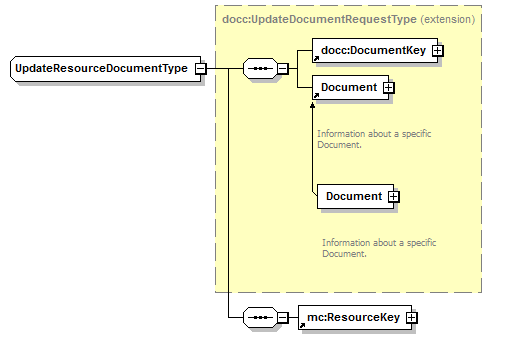 docc:UpdateDocumentRequestType (extension)
docc:DocumentKey
UpdateResourceDocumentType
Document
Information about a specific
Document.
Document
Information about a specific
Document.
mc:ResourceKey